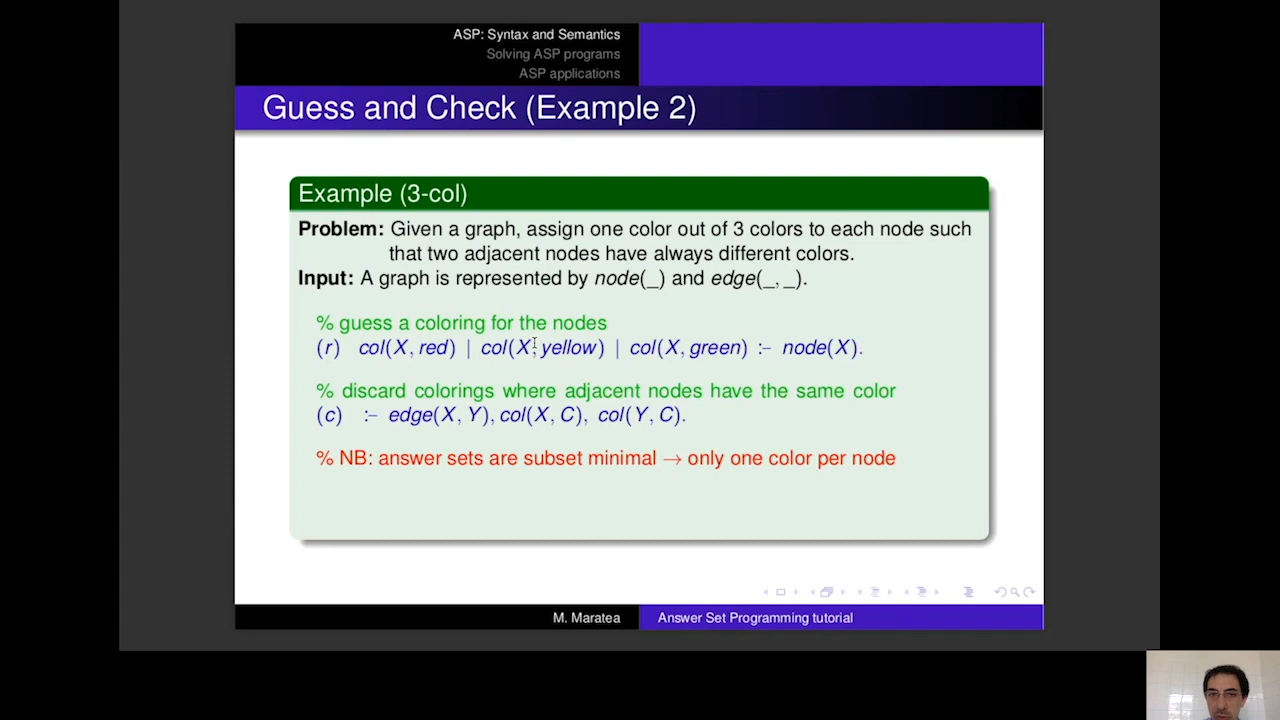 ASP: Syntax and Semantics
Solving ASP programs
ASP applications
Guess and Check (Example 2)
Example (3-col)
Problem: Given a graph, assign one color out of 3 colors to each node such
that two adjacent nodes have always different colors.
Input: A graph is represented by node(_) and edge(_, _).
% guess a coloring for the nodes
(r) col(X, red) | col(X, yellow) | col(X, green) :– node(X).
% discard colorings where adjacent nodes have the same color
(c) :– edge(X, Y), col(X, C), col(Y, C).
% NB: answer sets are subset minimal → only one color per node
M. Maratea
Answer Set Programming tutorial